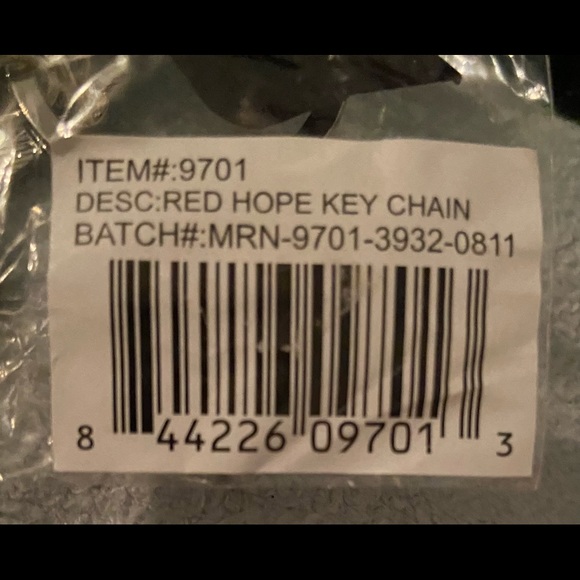 ITEM#:9701
DESC:RED HOPE KEY CHAIN
BATCH#:MRN-9701-3932-0811
8 44226 09701 3